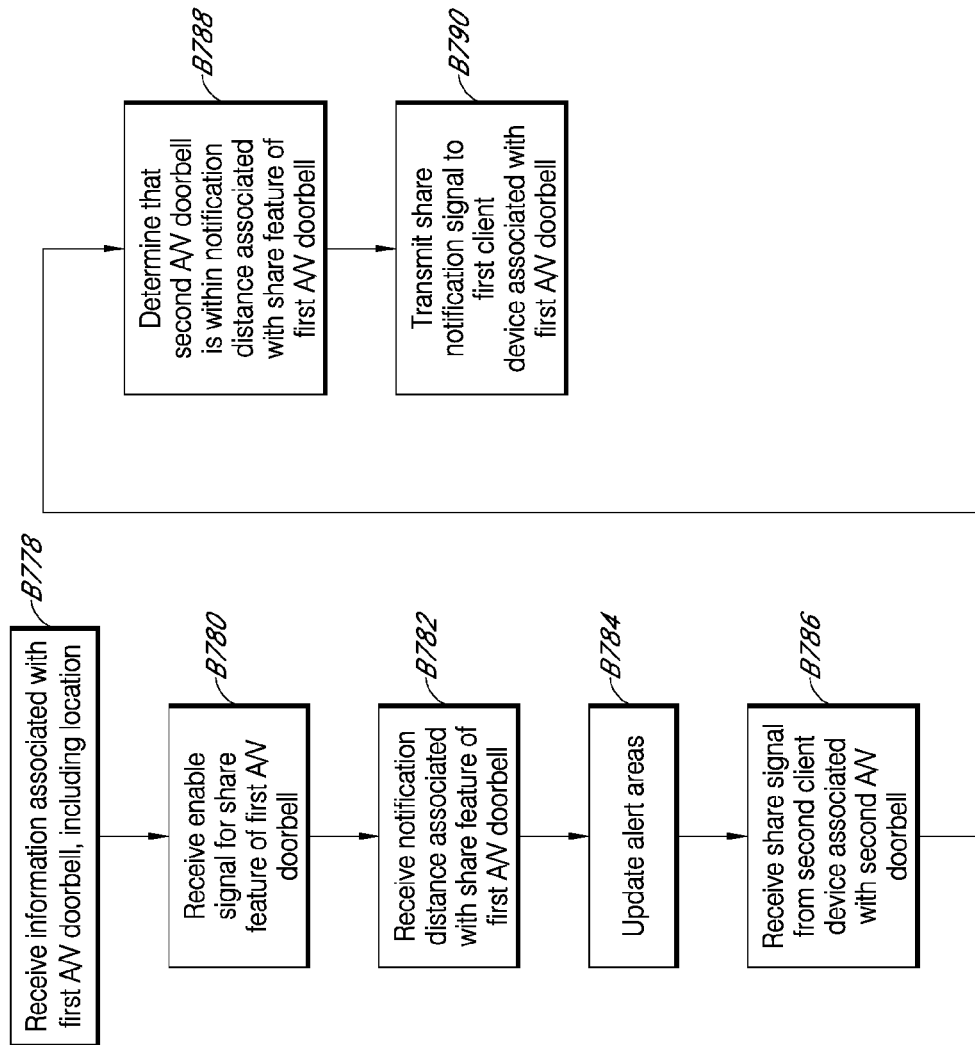 Receive information associated with
first A/V doorbell, including location
B778
Receive enable
signal for share
feature of first A/V
doorbell
B780
Receive notification
distance associated
with share feature of
first A/V doorbell
B782
Update alert areas
B784
Receive share signal
from second client
device associated
with second A/V
doorbell
B786
Determine that
second A/V doorbell
is within notification
distance associated
with share feature of
first A/V doorbell
B788
Transmit share
notification signal to
first client
device associated with
first A/V doorbell
B790